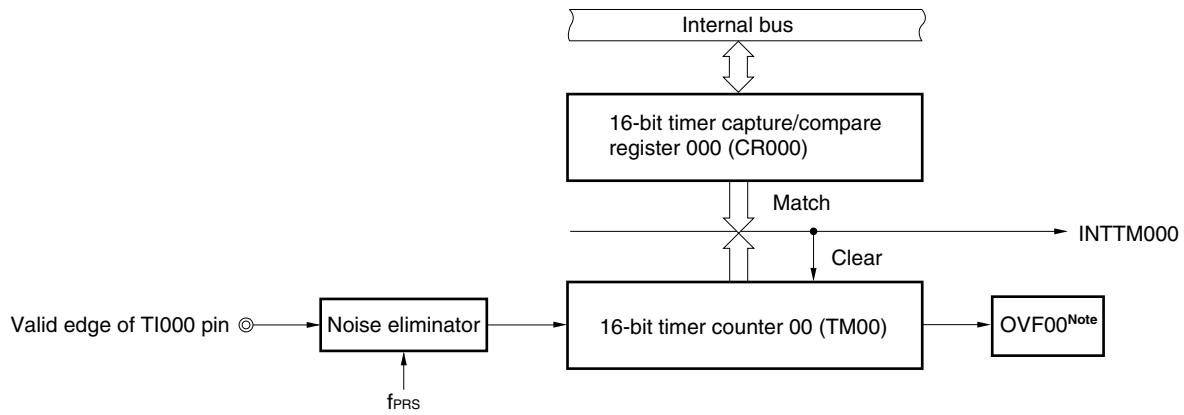 Internal bus
16-bit timer capture/compare
register 000 (CR000)
Match
INTTM000
Clear
Valid edge of TI000 pin
Noise eliminator
16-bit timer counter 00 (TM00)
OVF00Note
fPRS